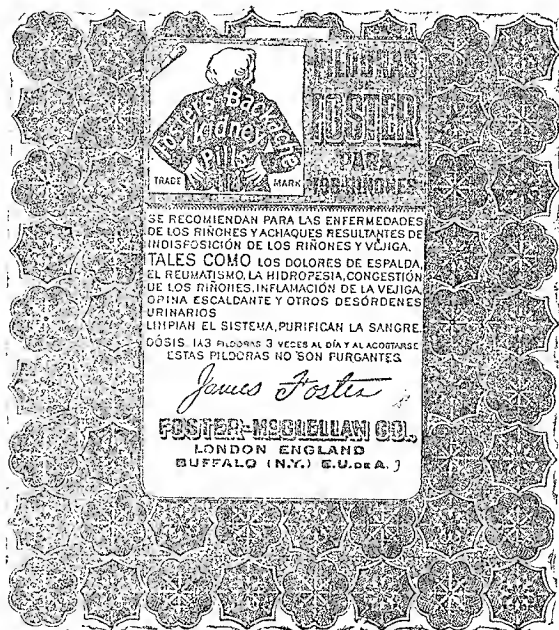 Foster's Backache
Kidney
Pills
TRADE MARK
PILDORAS
FOSTER
PARA
LOS RIÑONES
SE RECOMIENDAN PARA LAS ENFERMEDADES
DE LOS RIÑONES Y ACHAQUES RESULTANTES DE
INDISPOSICIÓN DE LOS RIÑONES Y VEJIGA.
TALES COMO LOS DOLORES DE ESPALDA,
EL REUMATISMO, LA HIDROPESIA, CONGESTIÓN
DE LOS RIÑONES, INFLAMACIÓN DE LA VEJIGA,
ORINA ESCALDANTE Y OTROS DESÓRDENES
URINARIOS
LIMPIAN EL SISTEMA, PURIFICAN LA SANGRE.
DÓSIS. 1 A 3 PILDORAS 3 VECES AL DÍA Y AL ACOSTARSE
ESTAS PILDORAS NO SON PURGANTES
James Foster
FOSTER-McCLELLAN CO.,
LONDON ENGLAND
BUFFALO (N.Y.) E.U. DE A.